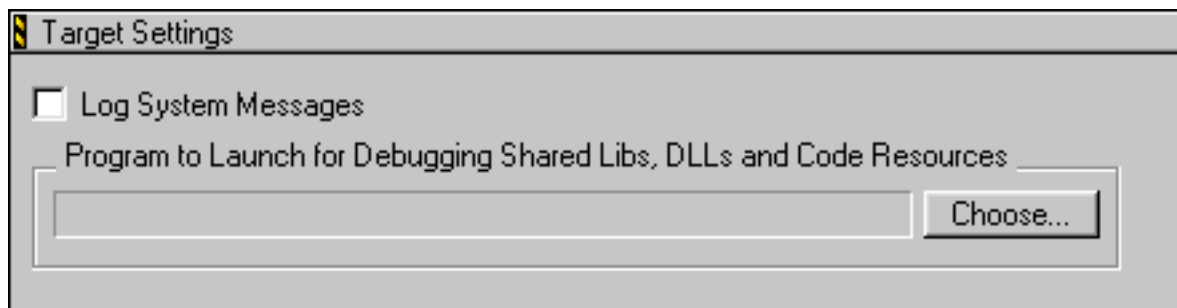 Target Settings
Log System Messages
Program to Launch for Debugging Shared Libs, DLLs and Code Resources
Choose...